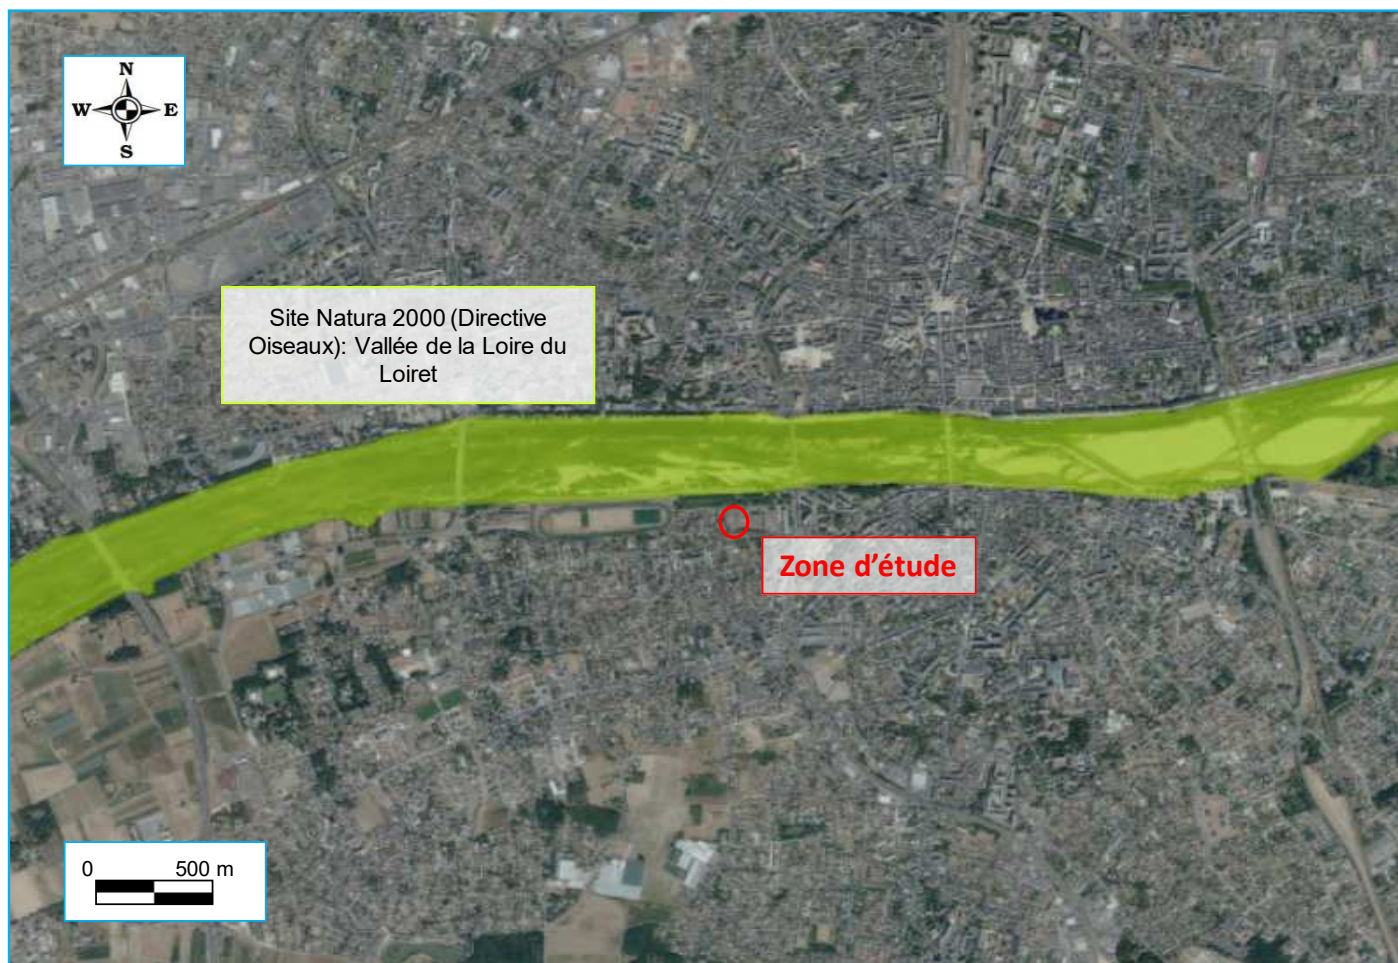 N
W E
S
Site Natura 2000 (Directive
Oiseaux): Vallée de la Loire du
Loiret
Zone d'étude
0 500 m